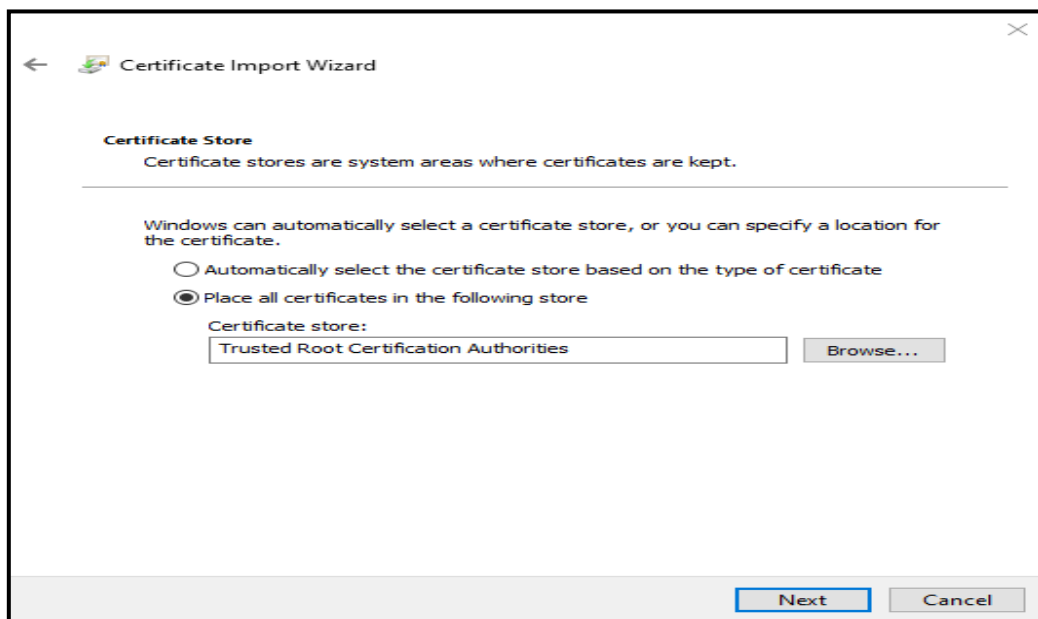 Certificate Import Wizard
Certificate Store
Certificate stores are system areas where certificates are kept.
Windows can automatically select a certificate store, or you can specify a location for
the certificate.
Automatically select the certificate store based on the type of certificate
Place all certificates in the following store
Certificate store:
Trusted Root Certification Authorities
Browse...
Next
Cancel